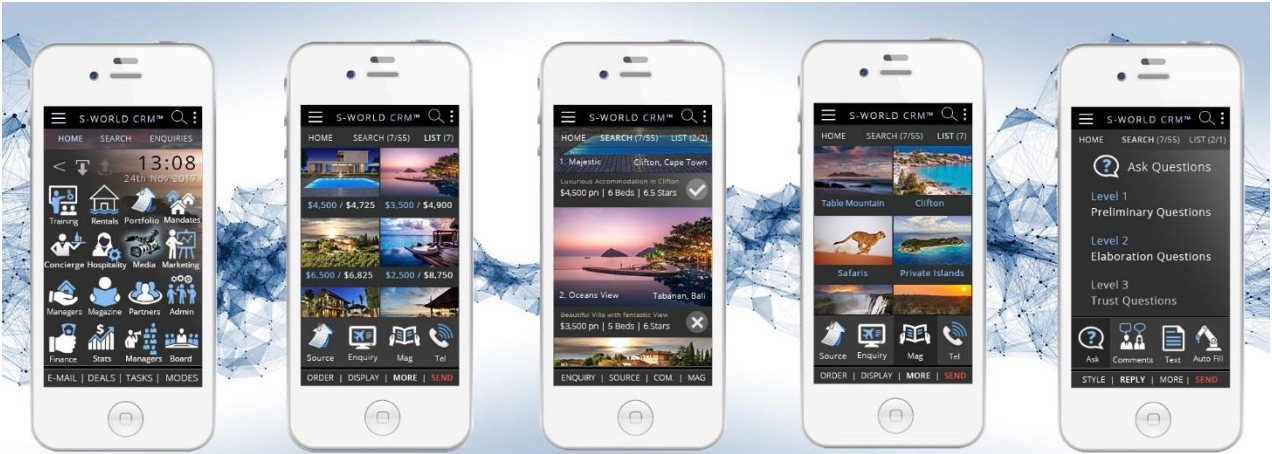 S-WORLD CRM™
HOME SEARCH ENQUIRIES
<
13:08
24th Nov 2017
Training Rentals Portfolio Mandates
Concierge Hospitality Media Marketing
Managers Magazine Partners Admin
Finance Stats Managers Board
E-MAIL | DEALS | TASKS | MODES
S-WORLD CRM™
HOME SEARCH (7/55) LIST (7)
$4,500 / $4,725 $3,500 / $4,900
$6,500 / $6,825 $2,500 / $8,750
Source Enquiry Mag Tel
ORDER | DISPLAY | MORE | SEND
S-WORLD CRM™
HOME SEARCH (7/55) LIST (2/2)
1. Majestic Clifton, Cape Town
Luxurious Accommodation in Clifton
$4,500 pn | 6 Beds | 6.5 Stars
2. Oceans View Tabanan, Bali
Beautiful Villa with fantastic View
$3,500 pn | 5 Beds | 6.Stars
ENQUIRY | SOURCE | COM. | MAG
S-WORLD CRM™
HOME SEARCH (7/55) LIST (7)
Table Mountain Clifton
Safaris Private Islands
Source Enquiry Mag Tel
ORDER | DISPLAY | MORE | SEND
S-WORLD CRM™
HOME SEARCH (7/55) LIST (2/1)
? Ask Questions
Level 1
Preliminary Questions
Level 2
Elaboration Questions
Level 3
Trust Questions
?
Ask Comments Text Auto Fill
STYLE | REPLY | MORE | SEND